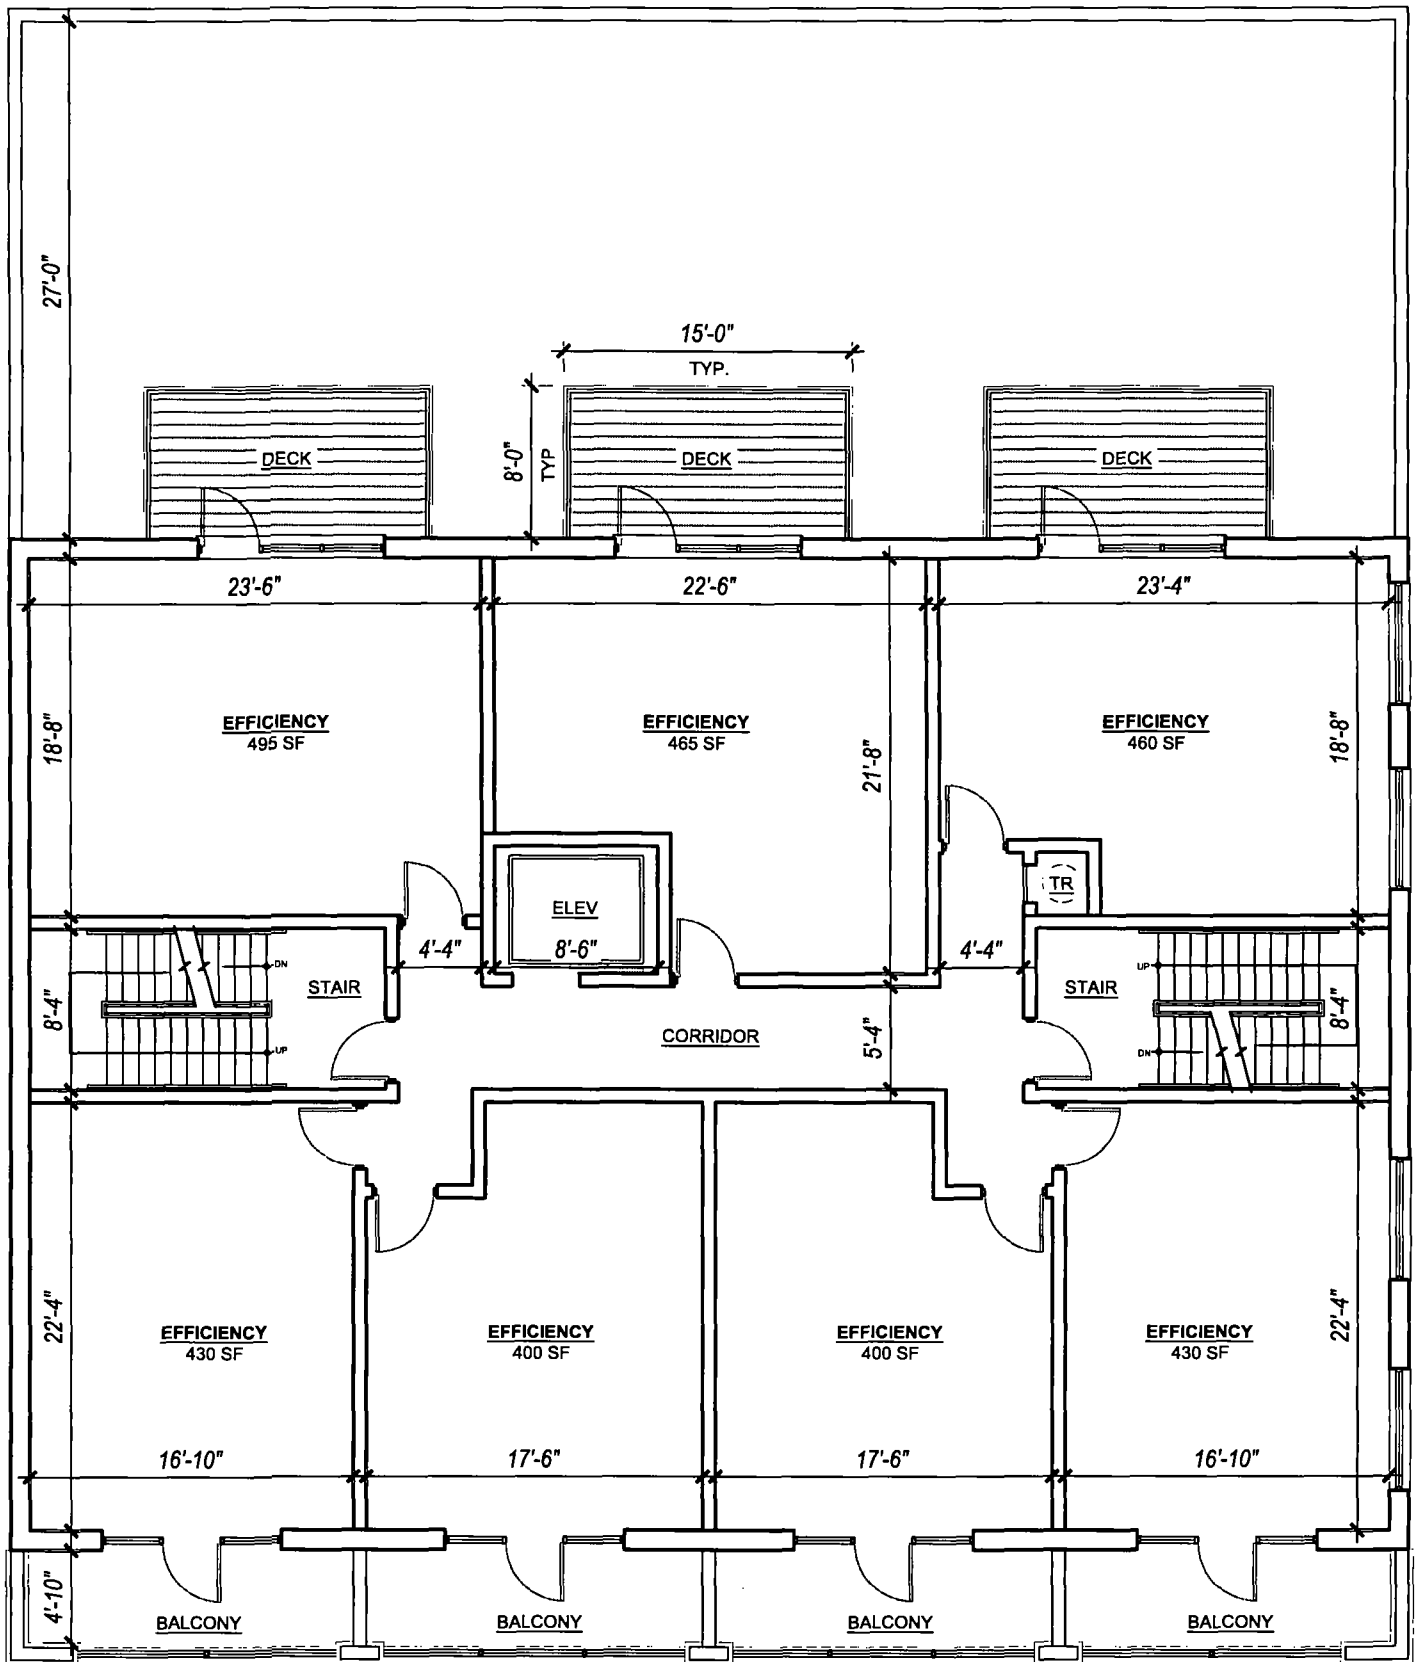 27'-0"
15'-0"
TYP.
8'-0"
TYP
DECK
DECK
DECK
23'-6"
22'-6"
23'-4"
18'-8"
EFFICIENCY
495 SF
EFFICIENCY
465 SF
21'-8"
EFFICIENCY
460 SF
18'-8"
TR
ELEV
4'-4"
8'-6"
4'-4"
DN
UP
STAIR
STAIR
8'-4"
8'-4"
UP
DN
CORRIDOR
5'-4"
22'-4"
EFFICIENCY
430 SF
EFFICIENCY
400 SF
EFFICIENCY
400 SF
EFFICIENCY
430 SF
22'-4"
16'-10"
17'-6"
17'-6"
16'-10"
4'-10"
BALCONY
BALCONY
BALCONY
BALCONY